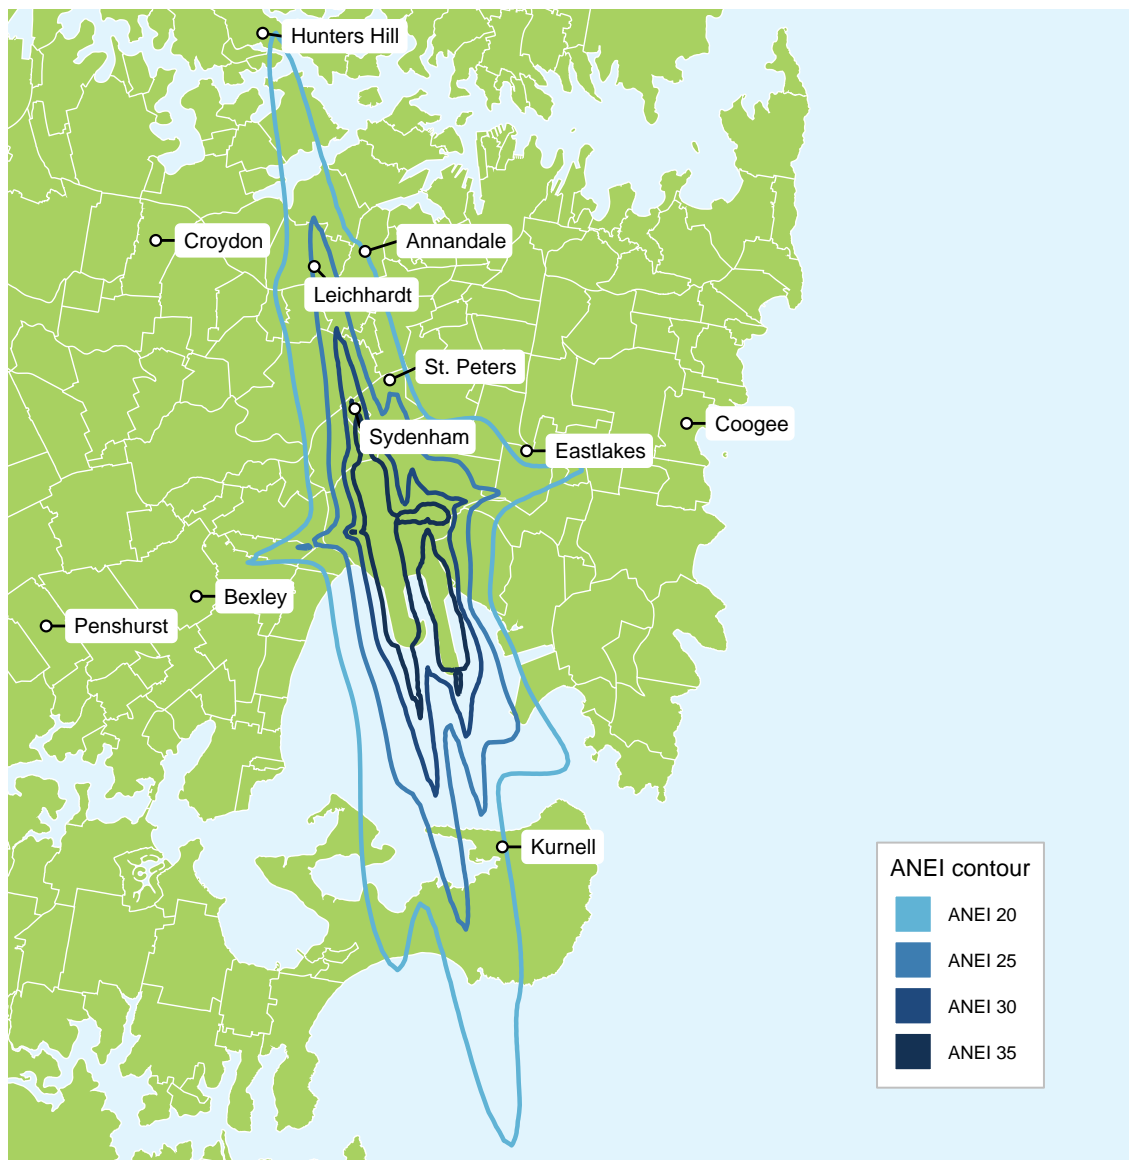 Hunters Hill
Croydon
Annandale
Leichhardt
St. Peters
Coogee
Sydenham
Eastlakes
Bexley
Penshurst
Kurnell
ANEI contour
ANEI 20
ANEI 25
ANEI 30
ANEI 35